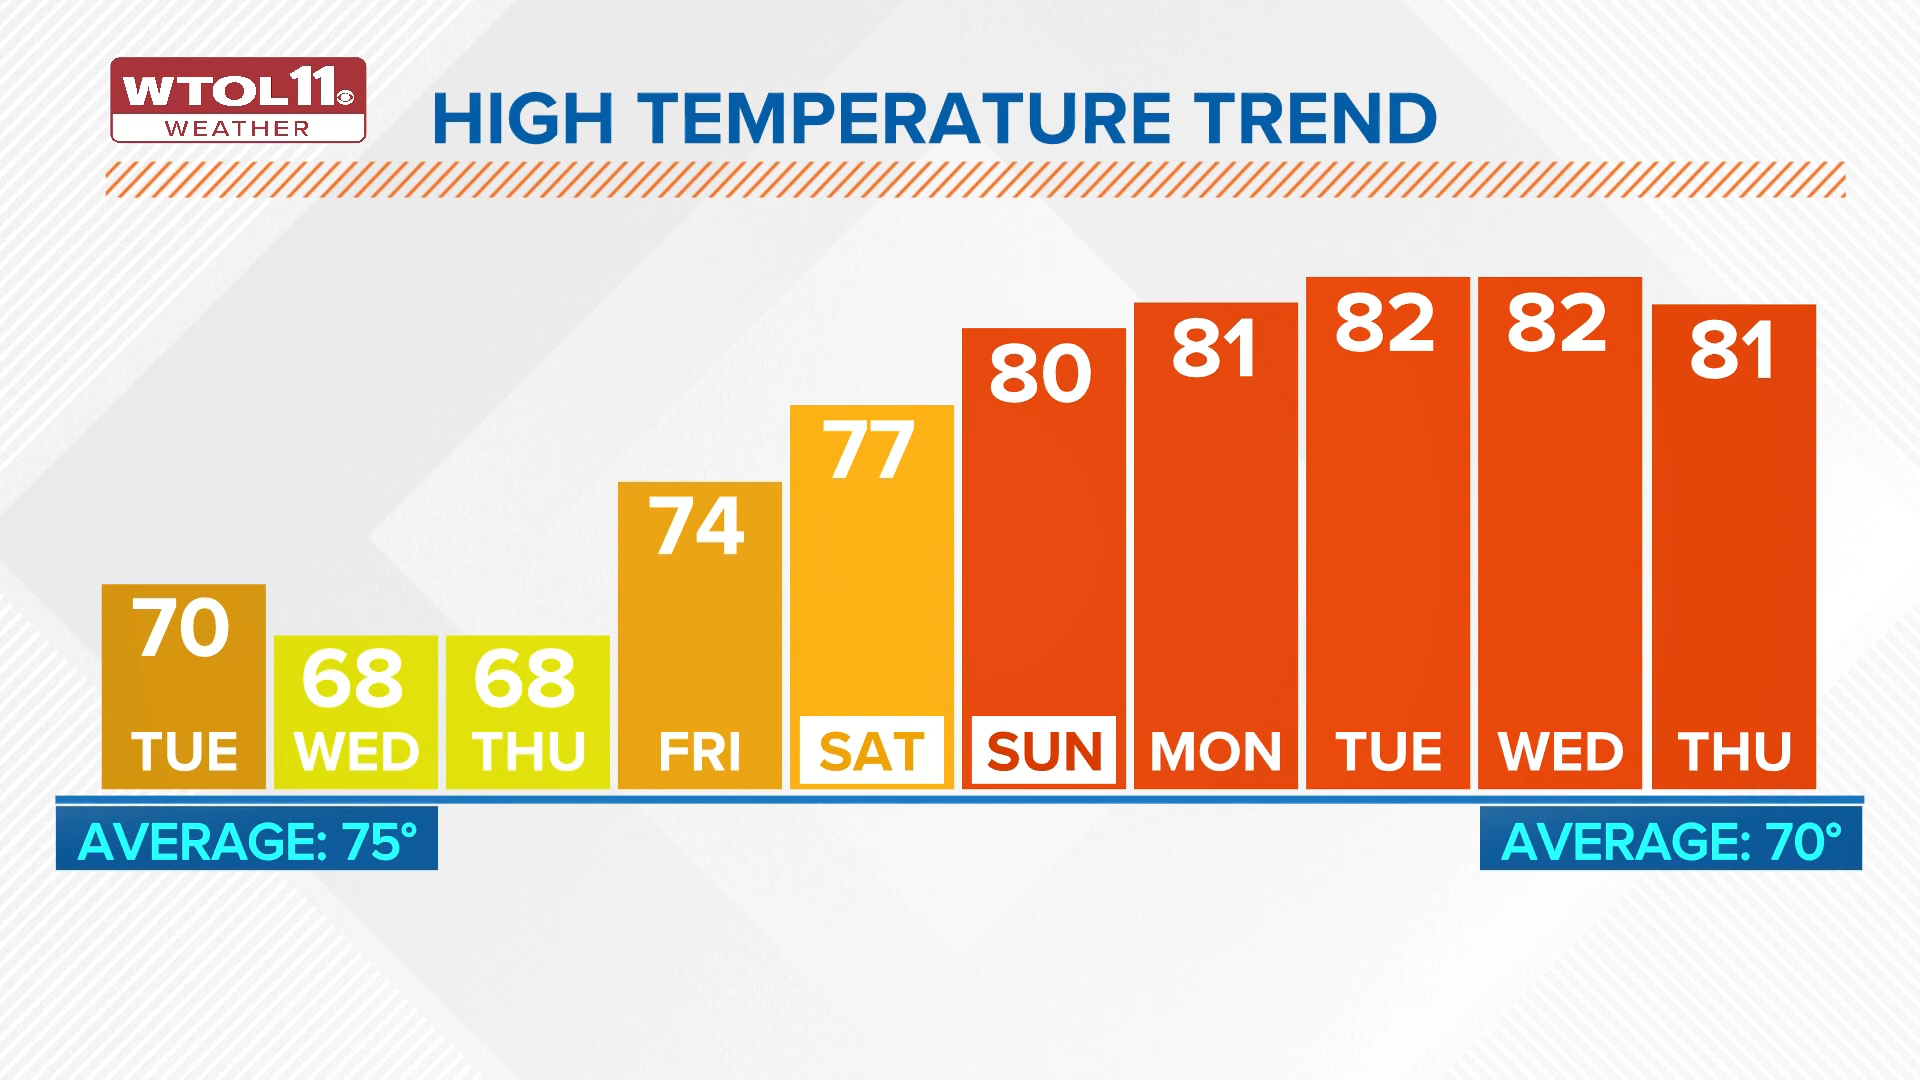 WTOL11
WEATHER
HIGH TEMPERATURE TREND
70
68
68
74
77
80
81
82
82
81
TUE
WED
THU
FRI
SAT
SUN
MON
TUE
WED
THU
AVERAGE: 75°
AVERAGE: 70°